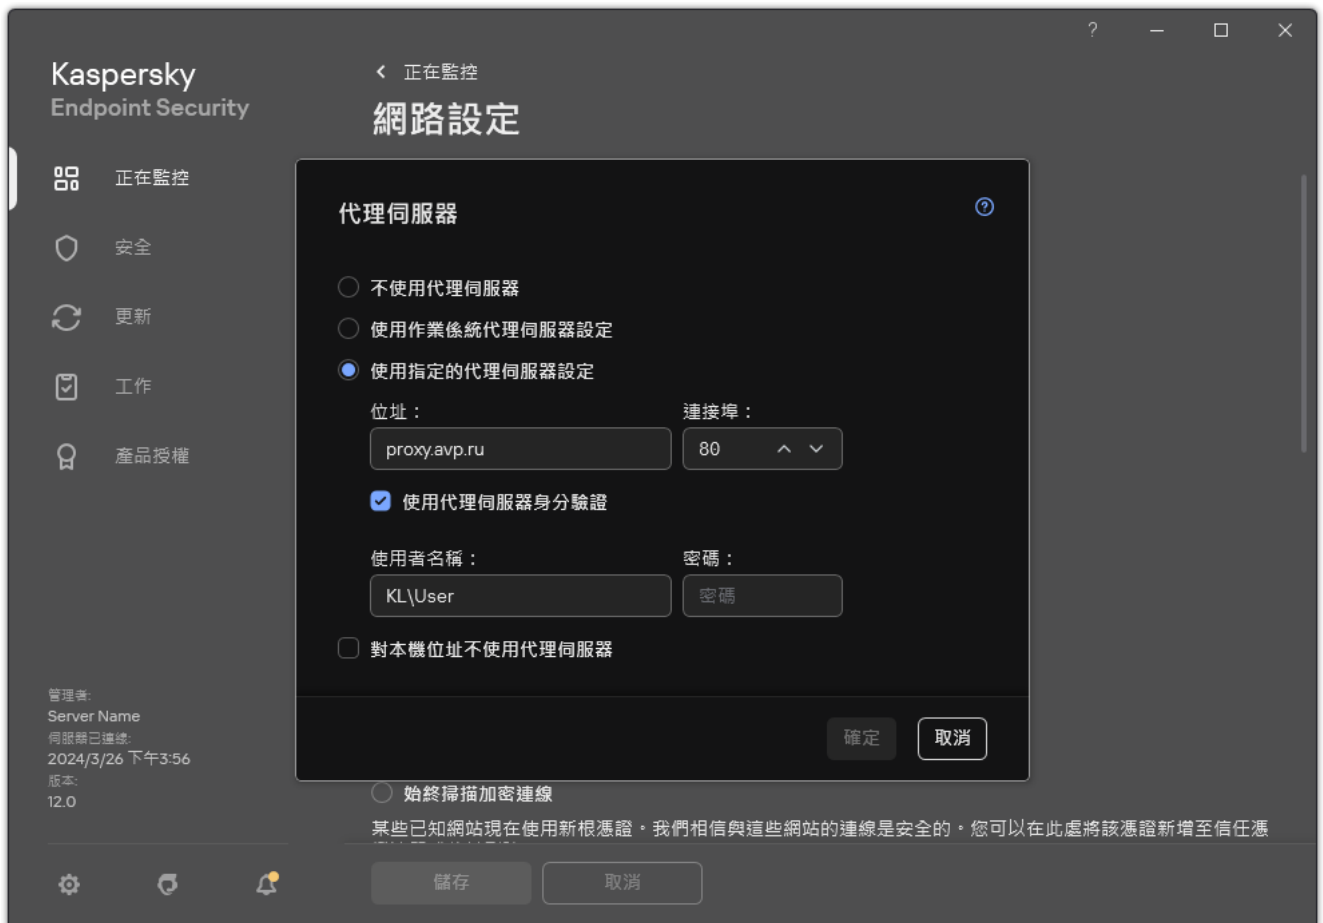 Kaspersky
Endpoint Security
正在監控
安全
更新
工作
產品授權
管理者:
Server Name
伺服器已連線:
2024/3/26 下午3:56
版本:
12.0
正在監控
網路設定
代理伺服器
不使用代理伺服器
使用作業係統代理伺服器設定
使用指定的代理伺服器設定
位址:
連接埠:
proxy.avp.ru
80
使用代理伺服器身分驗證
使用者名稱:
密碼:
KL\User
密碼
對本機位址不使用代理伺服器
確定
取消
始終掃描加密連線
某些已知網站現在使用新根憑證。我們相信與這些網站的連線是安全的。您可以在此處將該憑證新增至信任憑
儲存
取消